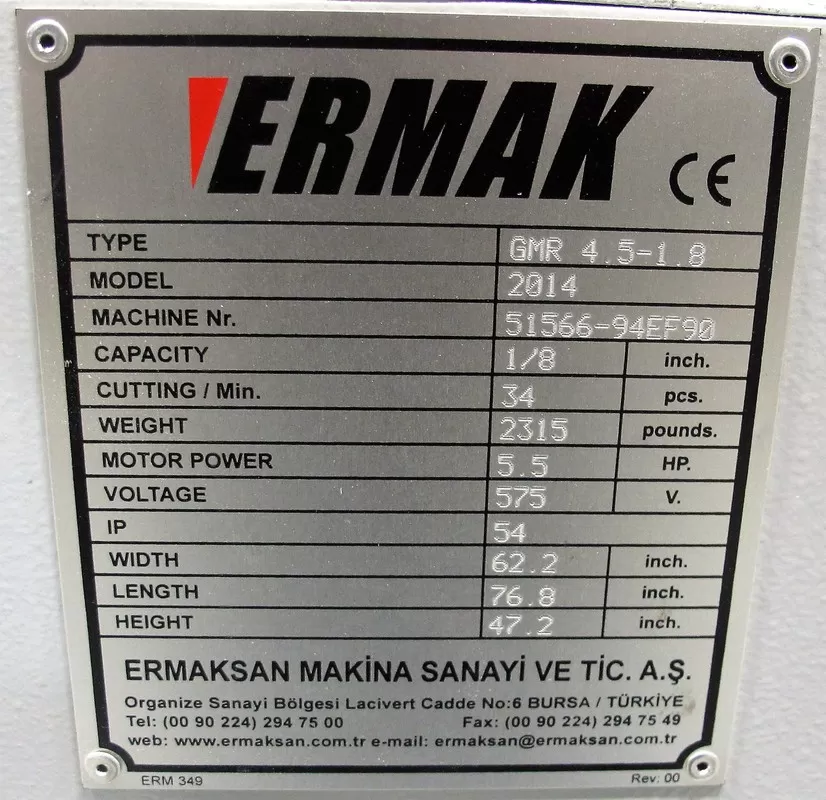 ERMAK CE
TYPE GMR 4.5-1.8
MODEL 2014
MACHINE Nr. 51566-94EF90
CAPACITY 1/8 inch.
CUTTING / Min. 34 pcs.
WEIGHT 2315 pounds.
MOTOR POWER 5.5 HP.
VOLTAGE 575 V.
IP 54
WIDTH 62.2 inch.
LENGTH 76.8 inch.
HEIGHT 47.2 inch.
ERMAKSAN MAKİNA SANAYİ VE TİC. A.Ş.
Organize Sanayi Bölgesi Lacivert Cadde No:6 BURSA / TÜRKİYE
Tel: (00 90 224) 294 75 00 Fax: (00 90 224) 294 75 49
web: www.ermaksan.com.tr e-mail: ermaksan@ermaksan.com.tr
ERM 349 Rev: 00